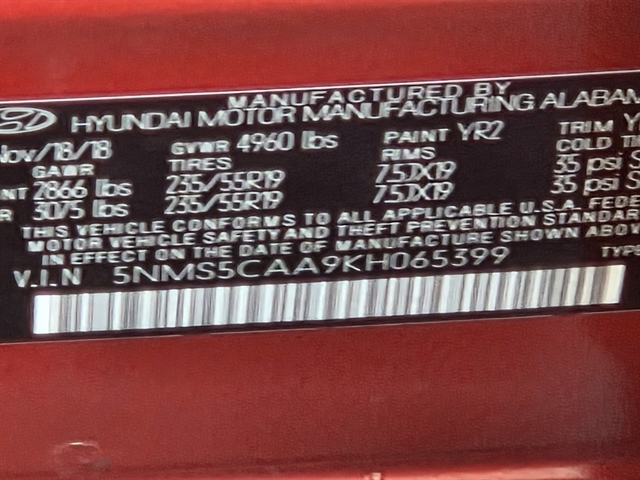 MANUFACTURED BY
HYUNDAI MOTOR MANUFACTURING ALABAM
Nov/18/18 GVWR 4960 lbs PAINT YR2 TRIM Y
GAWR TIRES RIMS COLD TI
NT 2866 lbs 235/55R19 7.5JX19 35 psi S
R 3075 lbs 235/55R19 7.5JX19 35 psi S
THIS VEHICLE CONFORMS TO ALL APPLICABLE U.S.A. FEDE
MOTOR VEHICLE SAFETY AND THEFT PREVENTION STANDARD
IN EFFECT ON THE DATE OF MANUFACTURE SHOWN ABOV
V.I.N 5NMS5CAA9KH065399 TYPE